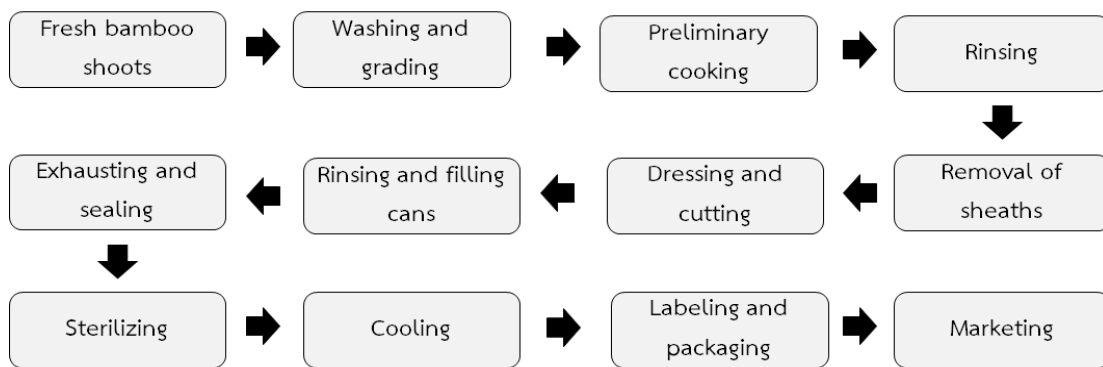 Fresh bamboo
shoots
Washing and
grading
Preliminary
cooking
Rinsing
Removal of
sheaths
Dressing and
cutting
Rinsing and filling
cans
Exhausting and
sealing
Sterilizing
Cooling
Labeling and
packaging
Marketing